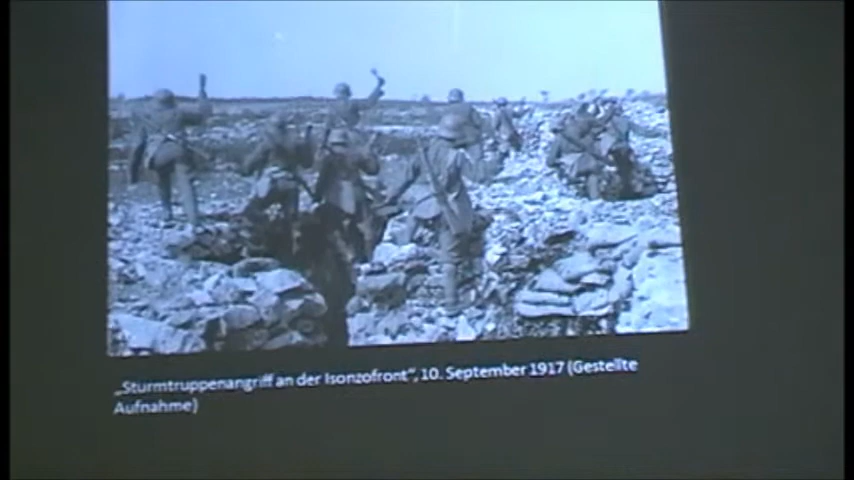 „Sturmtruppenangriff an der Isonzofront“, 10. September 1917 (Gestellte
Aufnahme)